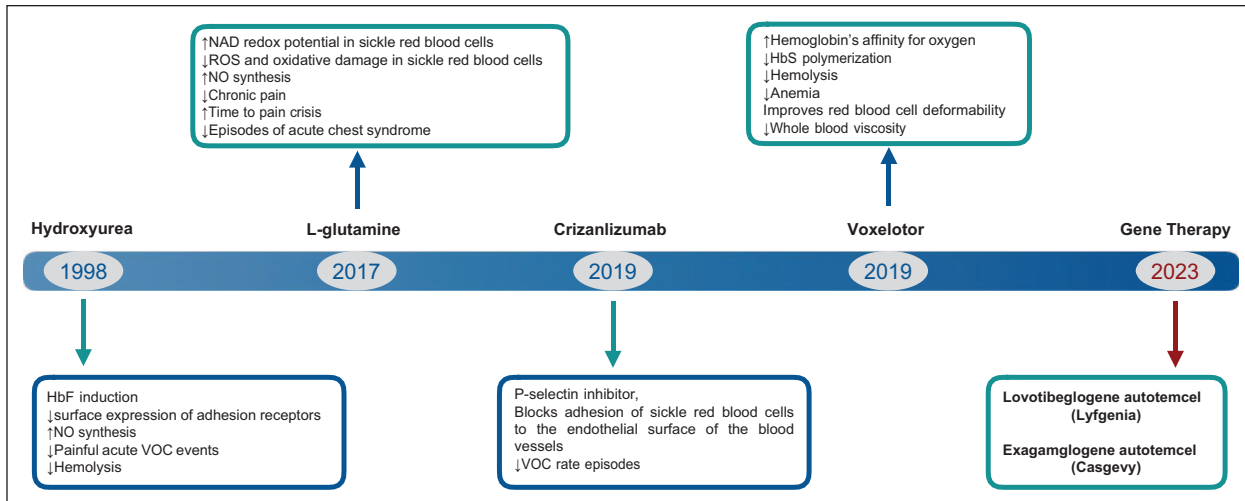 ↑NAD redox potential in sickle red blood cells
↓ROS and oxidative damage in sickle red blood cells
↑NO synthesis
↓Chronic pain
↑Time to pain crisis
↓Episodes of acute chest syndrome
↑Hemoglobin's affinity for oxygen
↓HbS polymerization
↓Hemolysis
↓Anemia
Improves red blood cell deformability
↓Whole blood viscosity
Hydroxyurea
L-glutamine
Crizanlizumab
Voxelotor
Gene Therapy
1998
2017
2019
2019
2023
HbF induction
↓surface expression of adhesion receptors
↑NO synthesis
↓Painful acute VOC events
↓Hemolysis
P-selectin inhibitor,
Blocks adhesion of sickle red blood cells
to the endothelial surface of the blood
vessels
↓VOC rate episodes
Lovotibeglogene autotemcel
(Lyfgenia)
Exagamglogene autotemcel
(Casgevy)